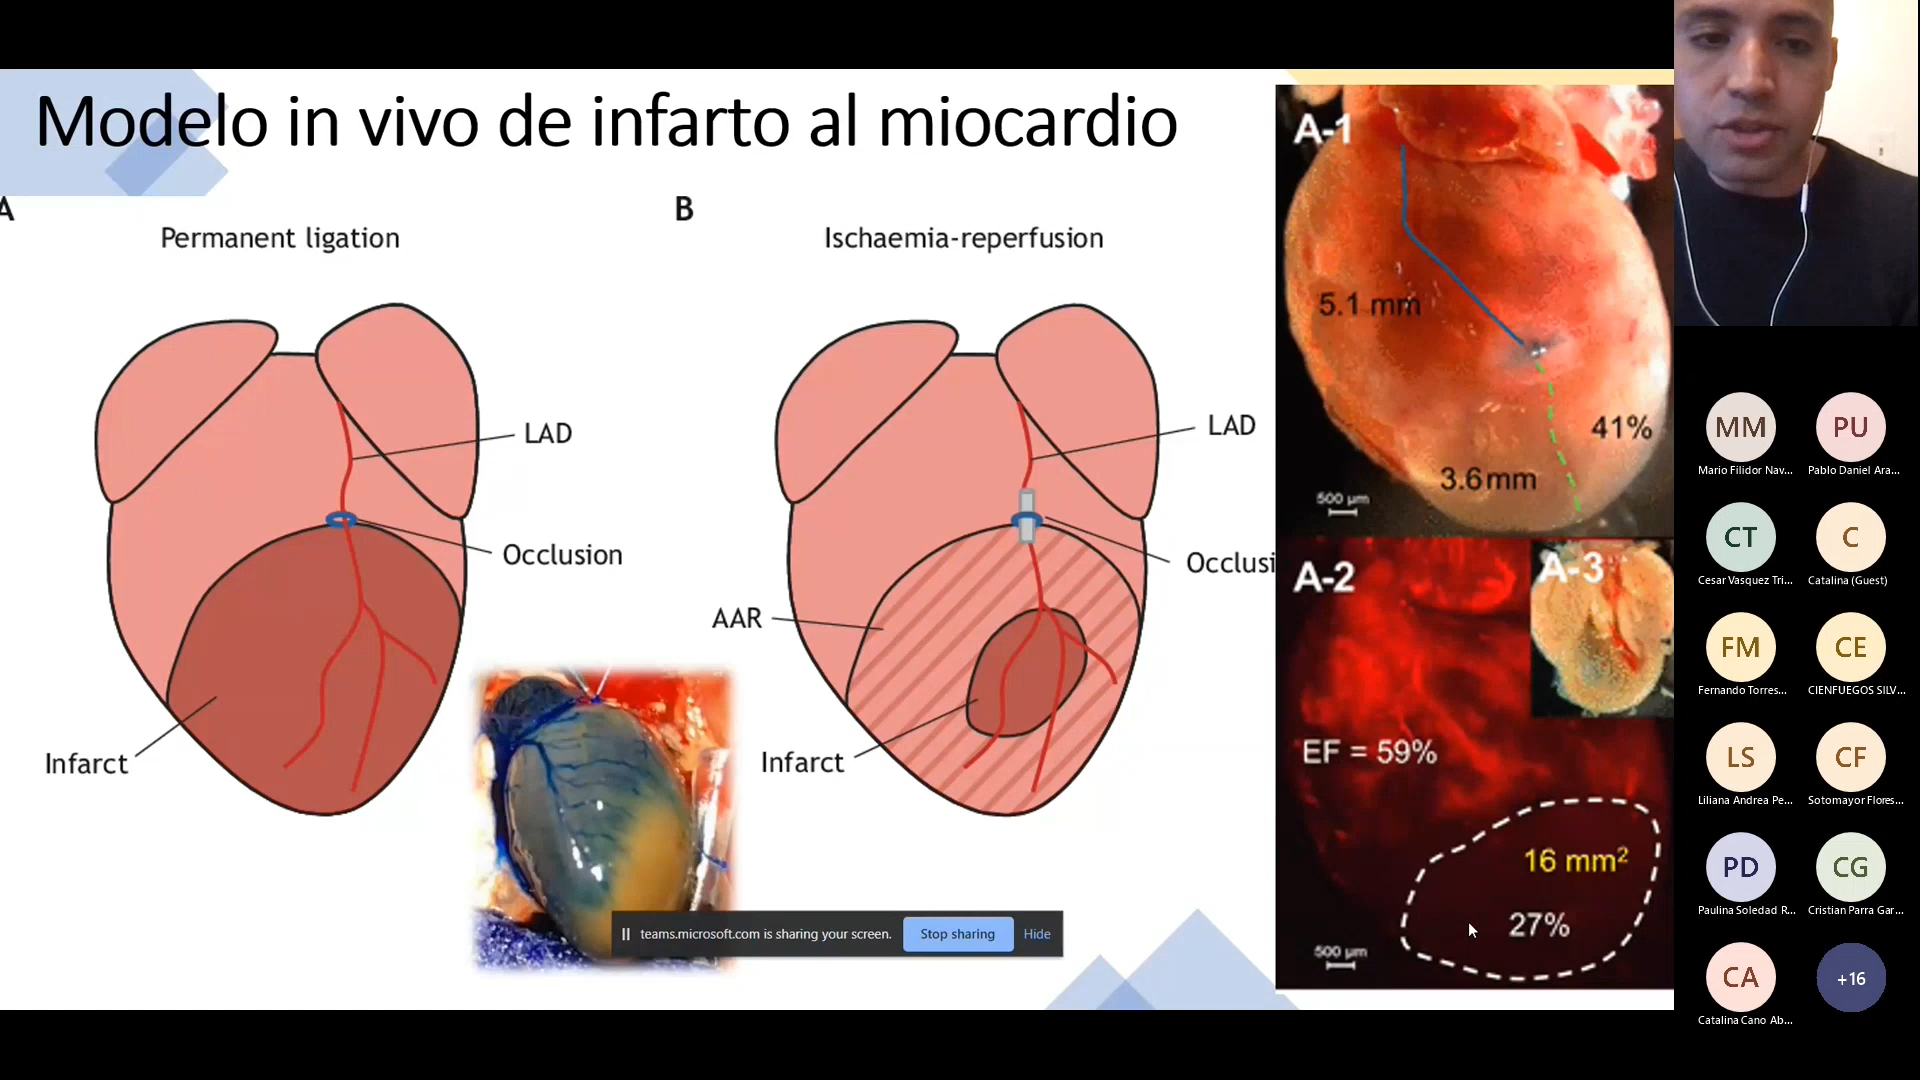 Modelo in vivo de infarto al miocardio
A
Permanent ligation
LAD
Occlusion
Infarct
B
Ischaemia-reperfusion
LAD
Occlusi
AAR
Infarct
A-1
5.1 mm
41%
3.6 mm
500 µm
A-2
A-3
EF = 59%
16 mm²
27%
500 µm
teams.microsoft.com is sharing your screen.
Stop sharing
Hide
MM
Mario Filidor Nav...
PU
Pablo Daniel Ara...
CT
Cesar Vasquez Tri...
C
Catalina (Guest)
FM
Fernando Torres...
CE
CIENFUEGOS SILV...
LS
Liliana Andrea Pe...
CF
Sotomayor Flores...
PD
Paulina Soledad R...
CG
Cristian Parra Gar...
CA
Catalina Cano Ab...
+16